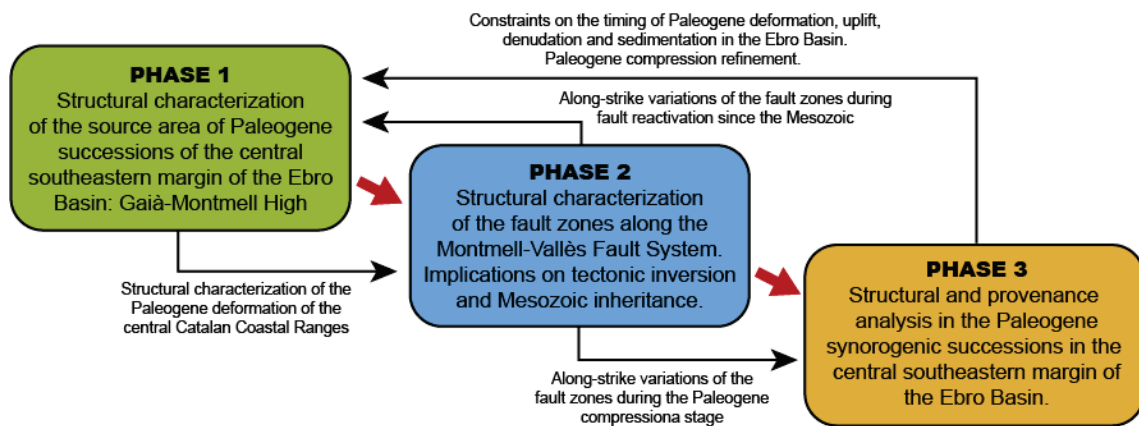 Constraints on the timing of Paleogene deformation, uplift,
denudation and sedimentation in the Ebro Basin.
Paleogene compression refinement.
PHASE 1
Structural characterization
of the source area of Paleogene
successions of the central
southeastern margin of the Ebro
Basin: Gaià-Montmell High
Along-strike variations of the fault zones during
fault reactivation since the Mesozoic
PHASE 2
Structural characterization
of the fault zones along the
Montmell-Vallès Fault System.
Implications on tectonic inversion
and Mesozoic inheritance.
Structural characterization of the
Paleogene deformation of the
central Catalan Coastal Ranges
PHASE 3
Structural and provenance
analysis in the Paleogene
synorogenic successions in the
central southeastern margin of
the Ebro Basin.
Along-strike variations of the
fault zones during the Paleogene
compressiona stage